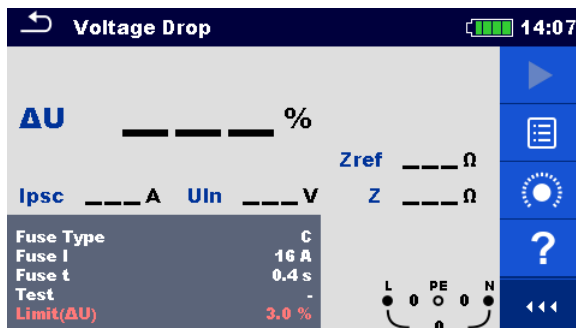 Voltage Drop 14:07
ΔU ___ %
Zref ___ Ω
Ipsc ___ A Uln ___ V Z ___ Ω
Fuse Type C
Fuse I 16 A
Fuse t 0.4 s
Test -
Limit(ΔU) 3.0 %
L PE N
0 0
0
?